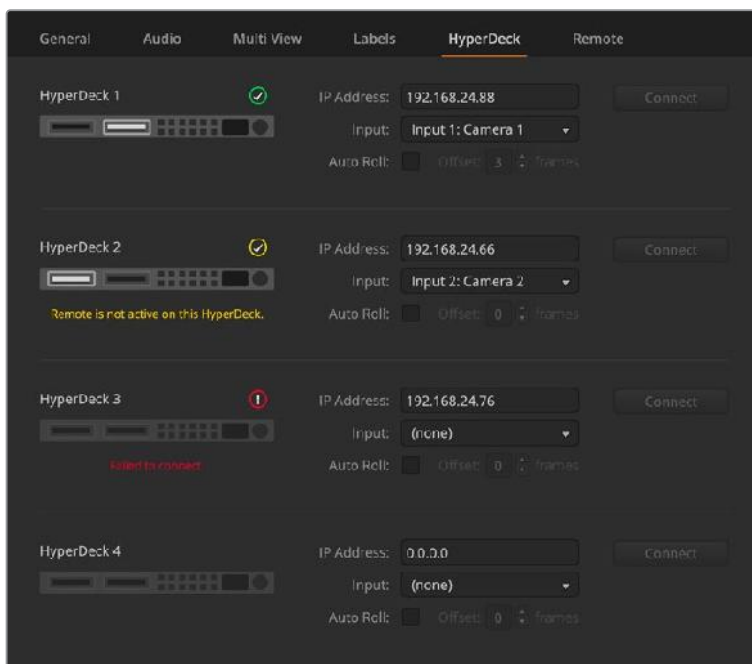 General Audio Multi View Labels HyperDeck Remote
HyperDeck 1 IP Address: 192.168.24.88 Connect
Input: Input 1: Camera 1
Auto Roll: Offset: 3 frames
HyperDeck 2 IP Address: 192.168.24.66 Connect
Input: Input 2: Camera 2
Remote is not active on this HyperDeck. Auto Roll: Offset: 0 frames
HyperDeck 3 IP Address: 192.168.24.76 Connect
Input: (none)
Failed to connect Auto Roll: Offset: 0 frames
HyperDeck 4 IP Address: 0.0.0.0 Connect
Input: (none)
Auto Roll: Offset: 0 frames